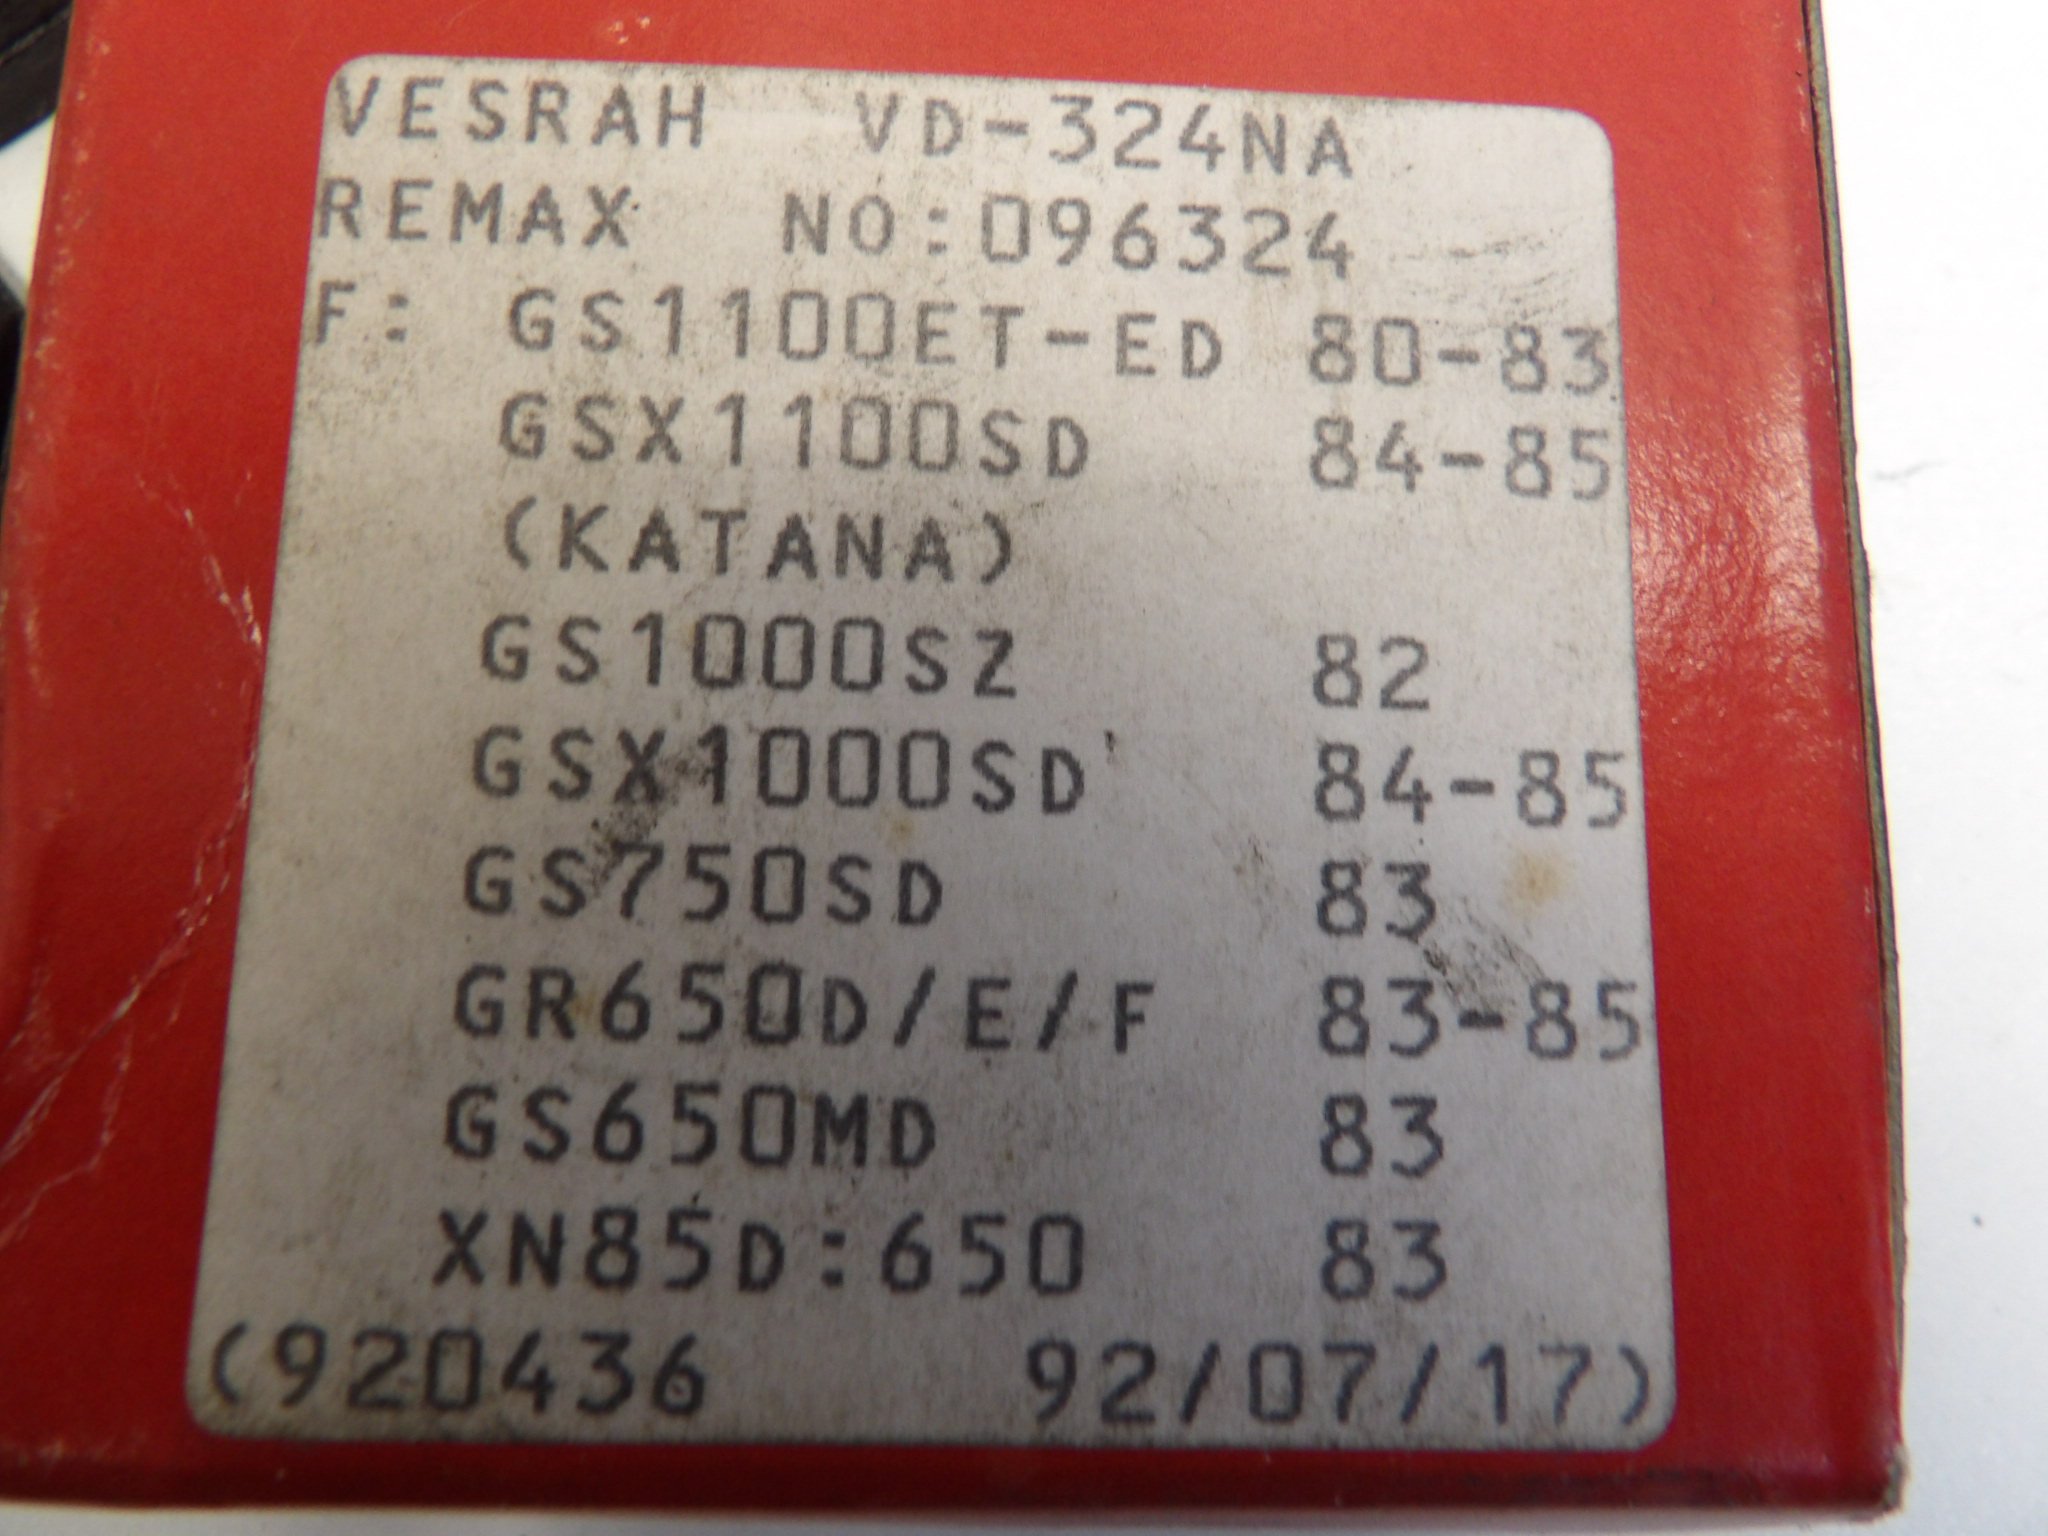 VESRAH VD-324NA
REMAX NO:096324
F: GS1100ET-ED 80-83
GSX1100SD 84-85
(KATANA)
GS1000SZ 82
GSX1000SD 84-85
GS750SD 83
GR650D/E/F 83-85
GS650MD 83
XN85D:650 83
(920436 92/07/17)